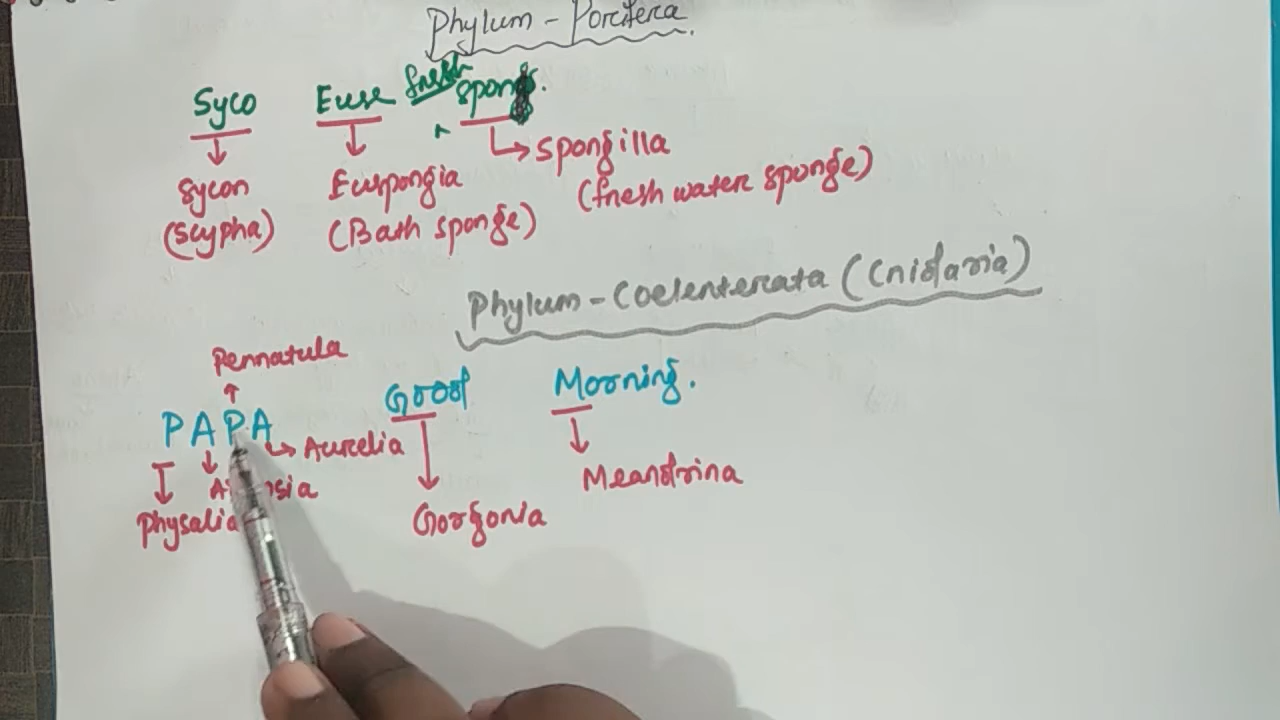 Phylum - Porifera
Syco Euse fresh spong.
Sycon Euspongia Spongilla
(Scypha) (Bath sponge) (fresh water sponge)
Phylum - Coelenterata (Cnidaria)
Pennatula
PAPA Good Morning.
Aurelia
Physalia Gorgonia Meandrina